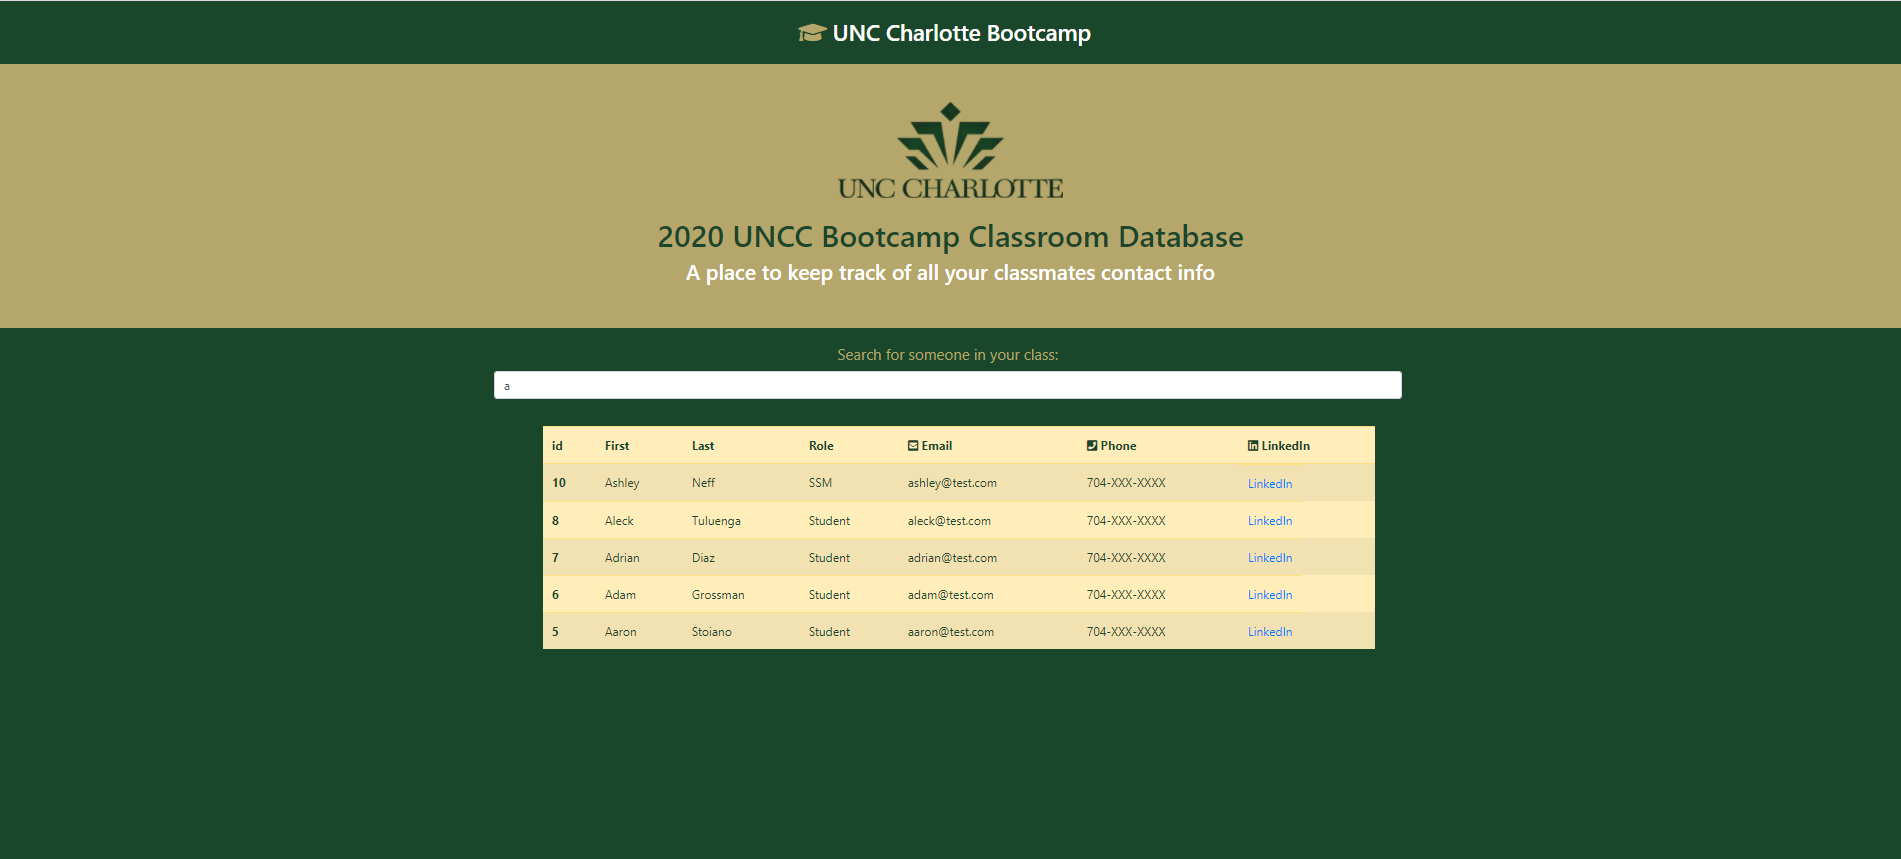 UNC Charlotte Bootcamp
UNC CHARLOTTE
2020 UNCC Bootcamp Classroom Database
A place to keep track of all your classmates contact info
Search for someone in your class:
a
id First Last Role Email Phone LinkedIn
10 Ashley Neff SSM ashley@test.com 704-XXX-XXXX LinkedIn
8 Aleck Tuluenga Student aleck@test.com 704-XXX-XXXX LinkedIn
7 Adrian Diaz Student adrian@test.com 704-XXX-XXXX LinkedIn
6 Adam Grossman Student adam@test.com 704-XXX-XXXX LinkedIn
5 Aaron Stoiano Student aaron@test.com 704-XXX-XXXX LinkedIn